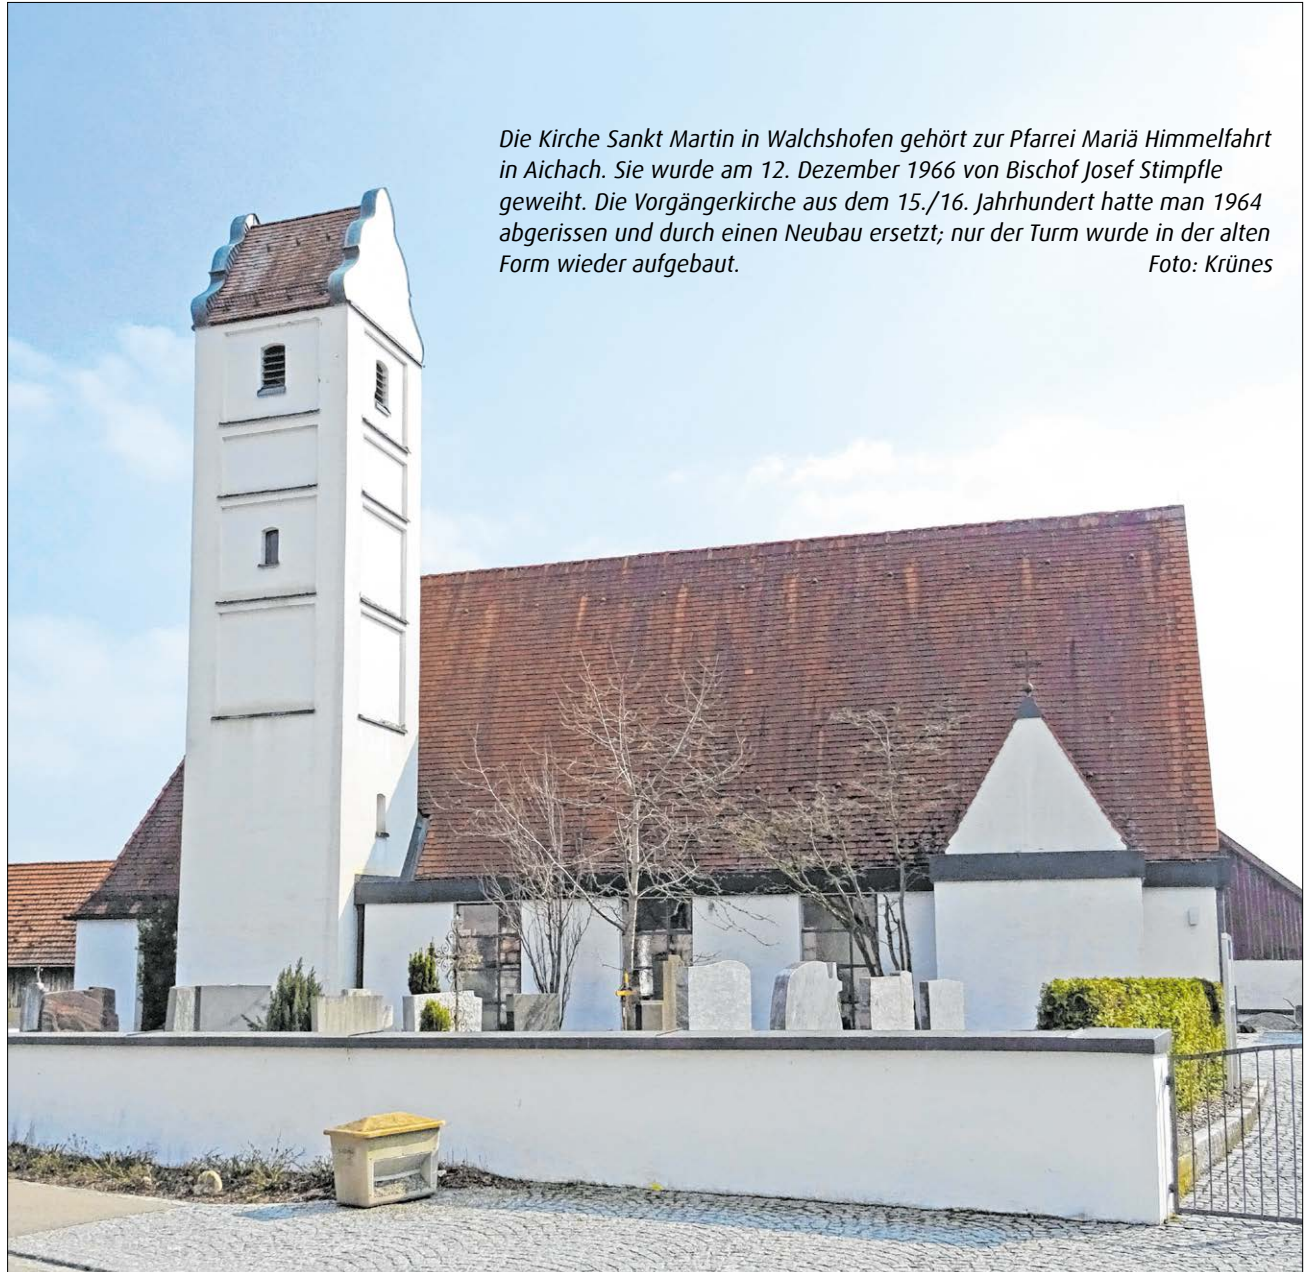 Die Kirche Sankt Martin in Walchshofen gehört zur Pfarrei Mariä Himmelfahrt
in Aichach. Sie wurde am 12. Dezember 1966 von Bischof Josef Stimpfle
geweiht. Die Vorgängerkirche aus dem 15./16. Jahrhundert hatte man 1964
abgerissen und durch einen Neubau ersetzt; nur der Turm wurde in der alten
Form wieder aufgebaut. Foto: Krünes